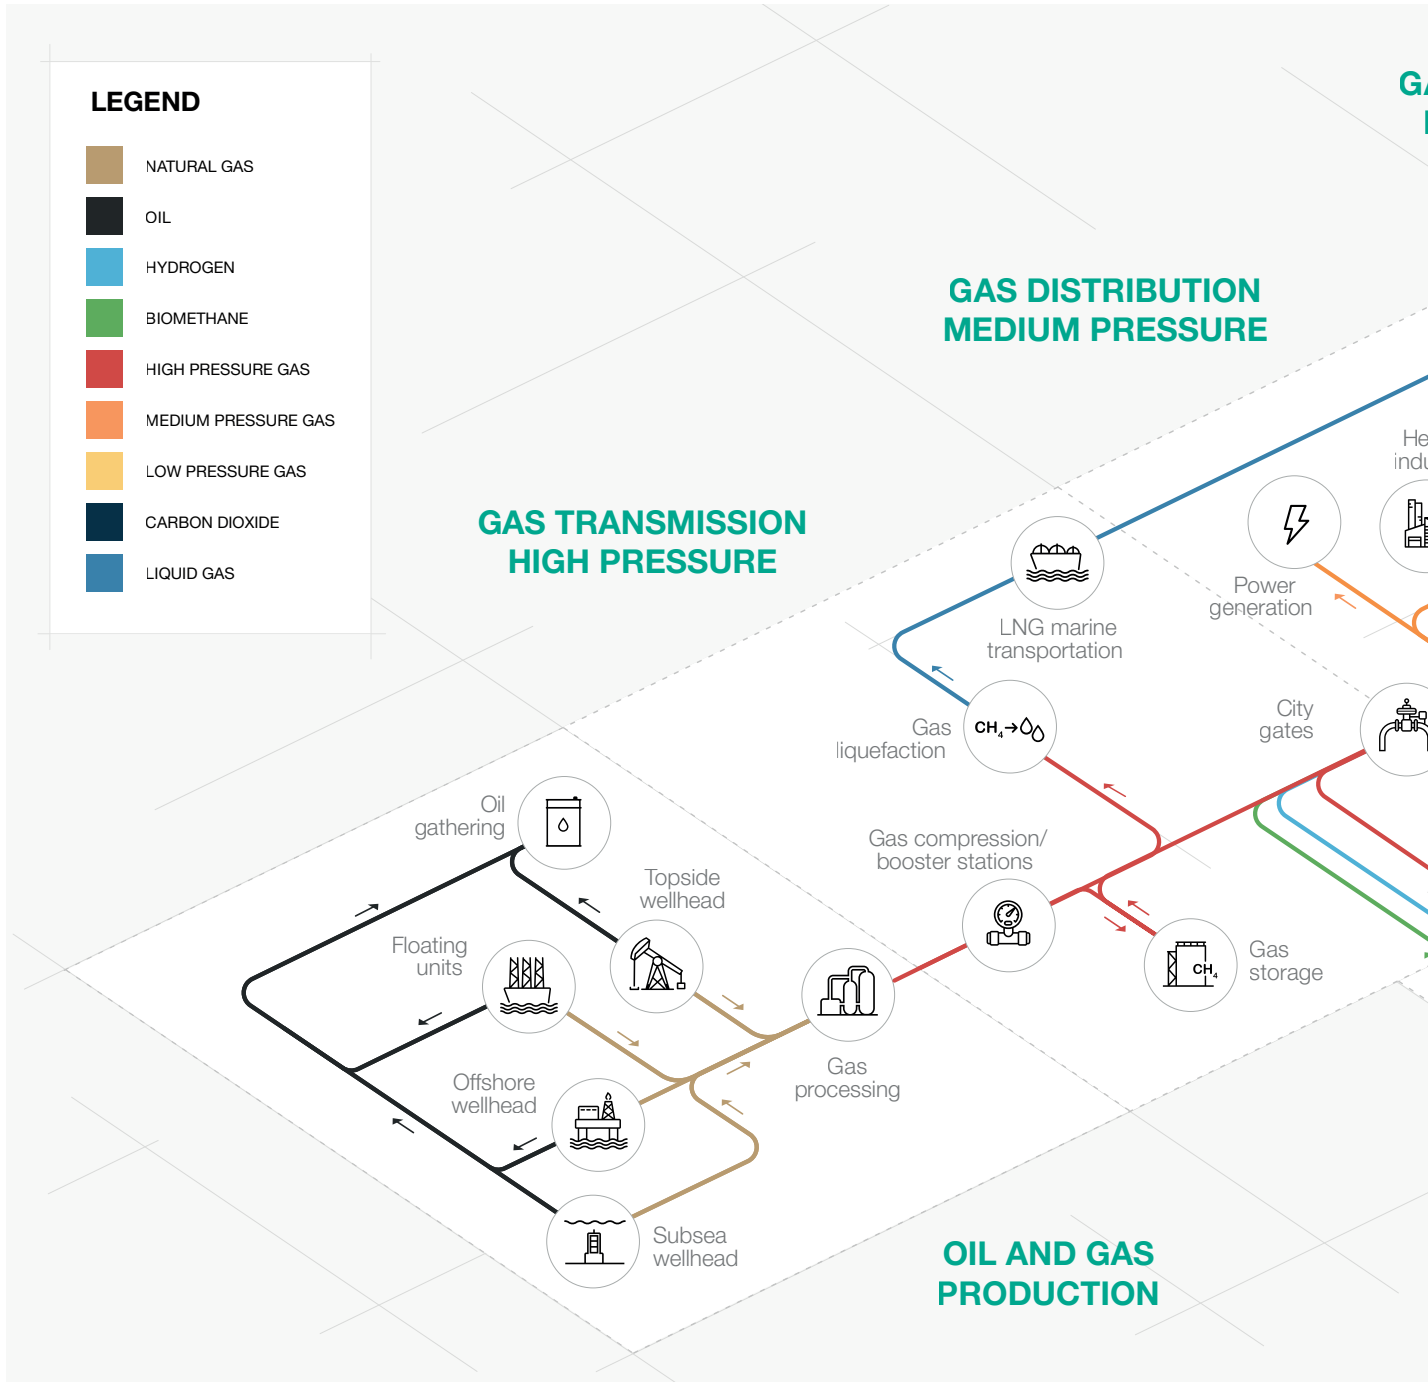 LEGEND
NATURAL GAS
OIL
HYDROGEN
BIOMETHANE
HIGH PRESSURE GAS
MEDIUM PRESSURE GAS
LOW PRESSURE GAS
CARBON DIOXIDE
LIQUID GAS
GAS DISTRIBUTION
MEDIUM PRESSURE
GAS TRANSMISSION
HIGH PRESSURE
Power
generation
LNG marine
transportation
City
gates
Gas
liquefaction
CH₄→
Oil
gathering
Gas compression/
booster stations
Topside
wellhead
Floating
units
Gas
storage
CH₄
Gas
processing
Offshore
wellhead
Subsea
wellhead
OIL AND GAS
PRODUCTION